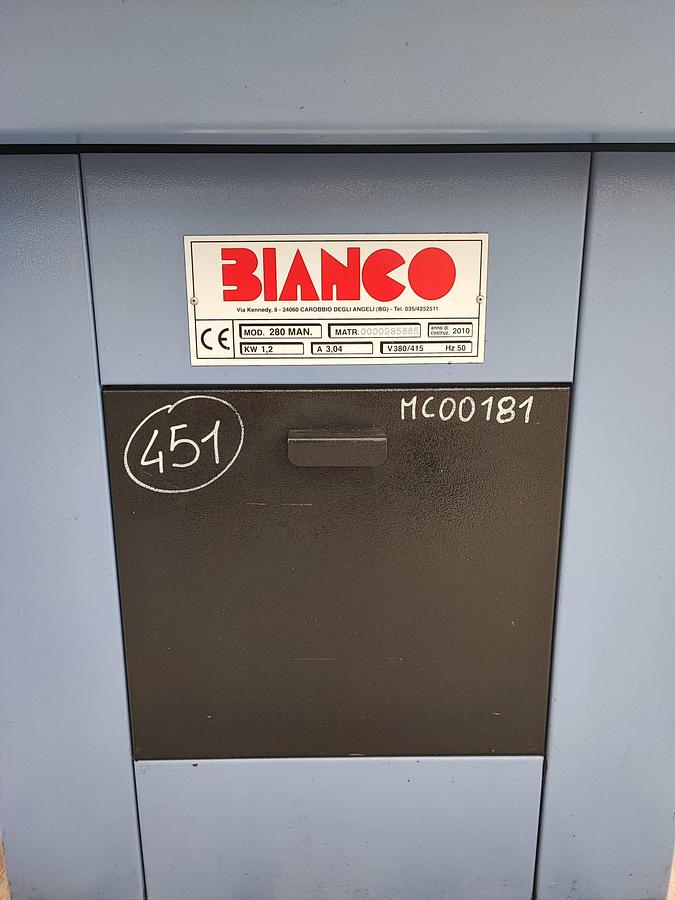 BIANCO
Via Kennedy, 8 - 24060 CAROBBIO DEGLI ANGELI (BG) - Tel. 035/4252511
CE MOD. 280 MAN. MATR. 0000285885 anno di costruz. 2010
KW 1,2 A 3,04 V 380/415 Hz 50
451 MC00181